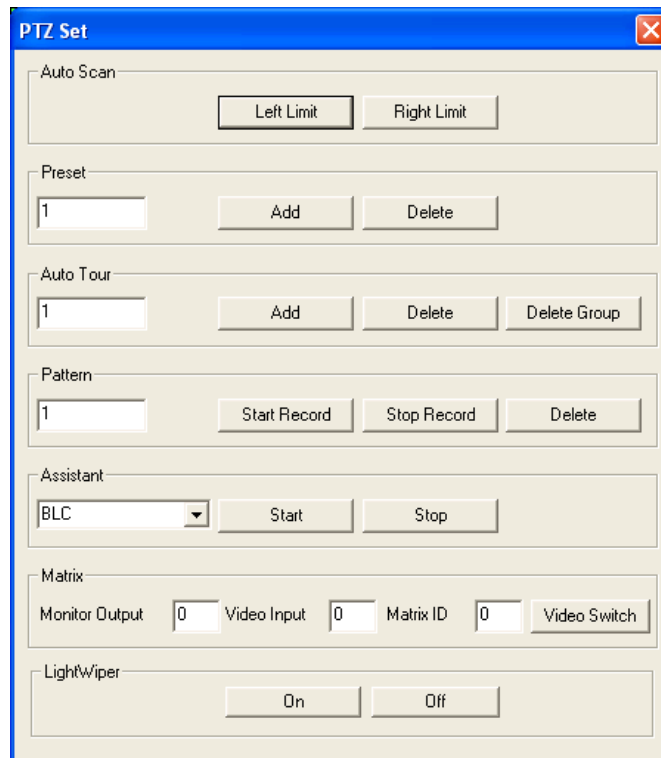 PTZ Set
Auto Scan
Left Limit Right Limit
Preset
1 Add Delete
Auto Tour
1 Add Delete Delete Group
Pattern
1 Start Record Stop Record Delete
Assistant
BLC Start Stop
Matrix
Monitor Output 0 Video Input 0 Matrix ID 0 Video Switch
LightWiper
On Off